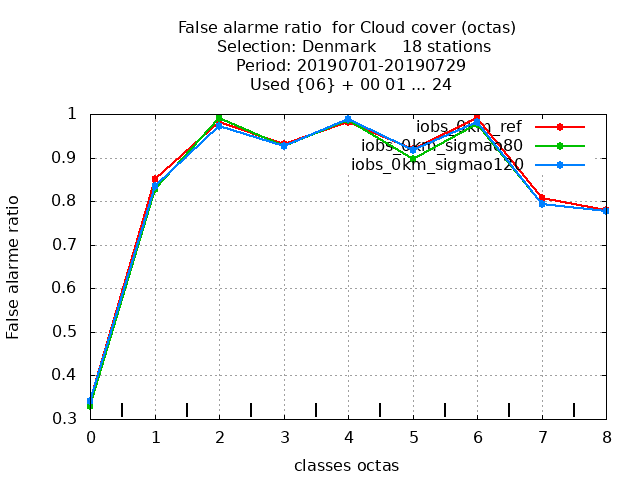 False alarme ratio  for Cloud cover (octas)
Selection: Denmark     18 stations
Period: 20190701-20190729
Used {06} + 00 01 ... 24
iobs_0km_ref
iobs_0km_sigmao80
iobs_0km_sigmao120
1
0.9
0.8
0.7
0.6
0.5
0.4
0.3
False alarme ratio
0 1 2 3 4 5 6 7 8
classes octas